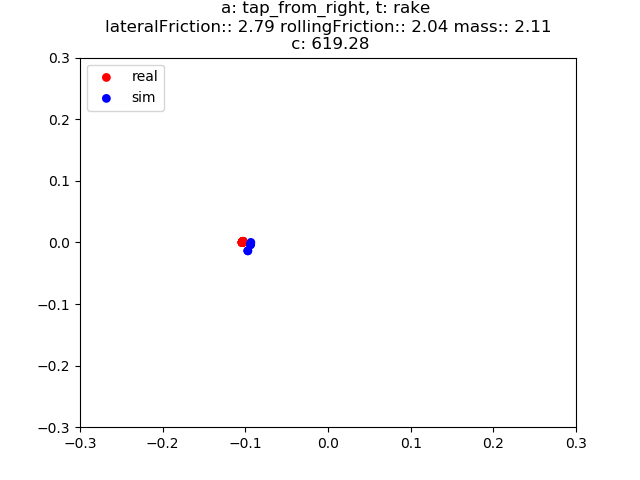 a: tap_from_right, t: rake
lateralFriction:: 2.79 rollingFriction:: 2.04 mass:: 2.11
c: 619.28
real
sim
0.3
0.2
0.1
0.0
−0.1
−0.2
−0.3
−0.3
−0.2
−0.1
0.0
0.1
0.2
0.3